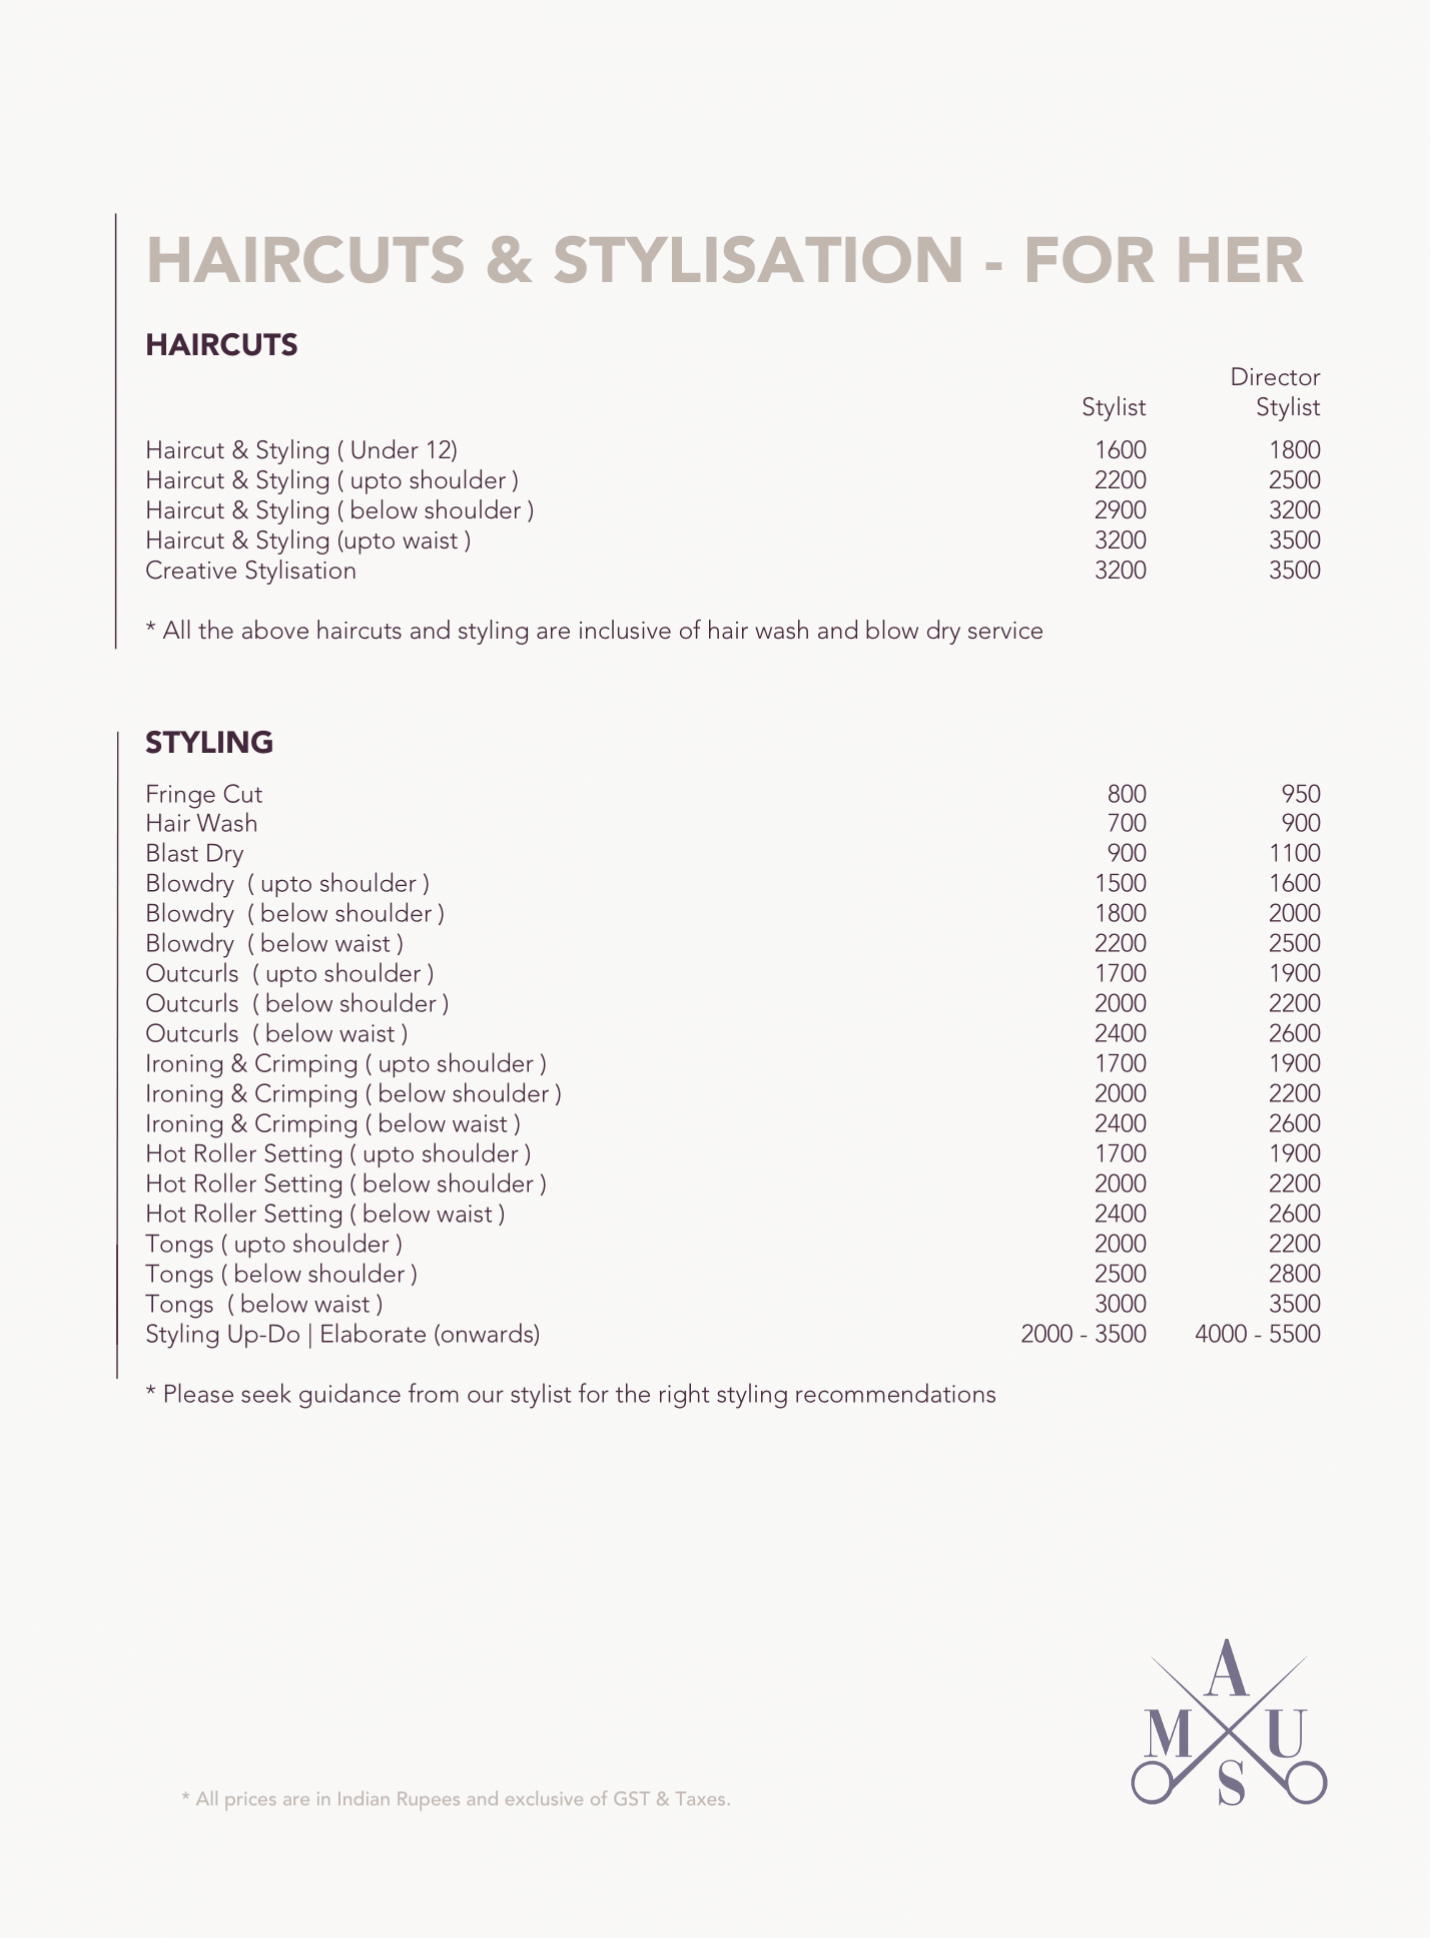 HAIRCUTS & STYLISATION - FOR HER
HAIRCUTS
Director
Stylist Stylist
Haircut & Styling ( Under 12) 1600 1800
Haircut & Styling ( upto shoulder ) 2200 2500
Haircut & Styling ( below shoulder ) 2900 3200
Haircut & Styling (upto waist ) 3200 3500
Creative Stylisation 3200 3500
* All the above haircuts and styling are inclusive of hair wash and blow dry service
STYLING
Fringe Cut 800 950
Hair Wash 700 900
Blast Dry 900 1100
Blowdry ( upto shoulder ) 1500 1600
Blowdry ( below shoulder ) 1800 2000
Blowdry ( below waist ) 2200 2500
Outcurls ( upto shoulder ) 1700 1900
Outcurls ( below shoulder ) 2000 2200
Outcurls ( below waist ) 2400 2600
Ironing & Crimping ( upto shoulder ) 1700 1900
Ironing & Crimping ( below shoulder ) 2000 2200
Ironing & Crimping ( below waist ) 2400 2600
Hot Roller Setting ( upto shoulder ) 1700 1900
Hot Roller Setting ( below shoulder ) 2000 2200
Hot Roller Setting ( below waist ) 2400 2600
Tongs ( upto shoulder ) 2000 2200
Tongs ( below shoulder ) 2500 2800
Tongs ( below waist ) 3000 3500
Styling Up-Do | Elaborate (onwards) 2000 - 3500 4000 - 5500
* Please seek guidance from our stylist for the right styling recommendations
A
M U
S
* All prices are in Indian Rupees and exclusive of GST & Taxes.